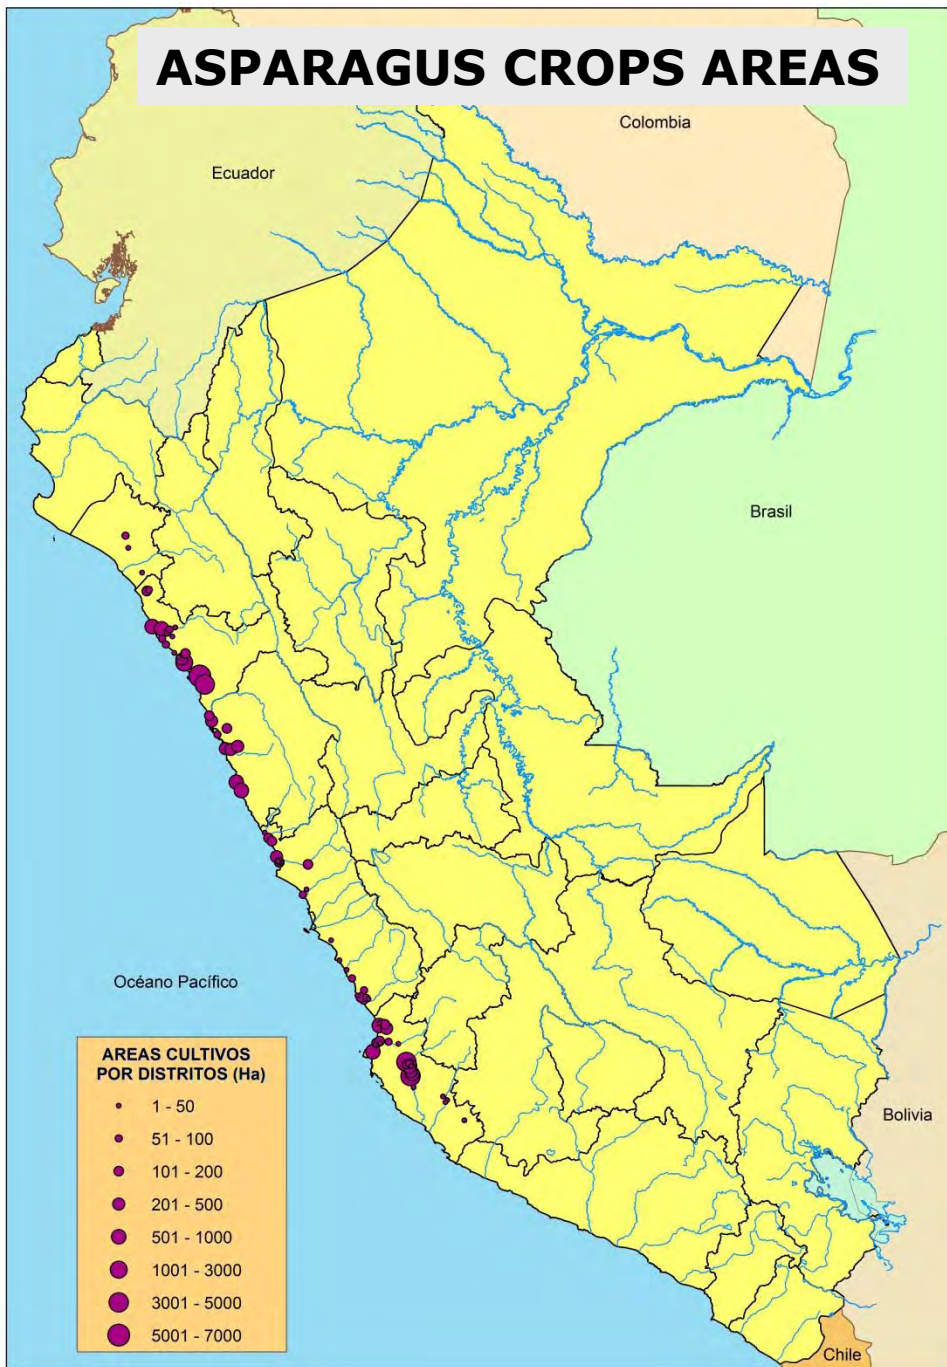 ASPARAGUS CROPS AREAS
Colombia
Ecuador
Brasil
Océano Pacífico
AREAS CULTIVOS
POR DISTRITOS (Ha)
1 - 50
51 - 100
101 - 200
201 - 500
501 - 1000
1001 - 3000
3001 - 5000
5001 - 7000
Bolivia
Chile